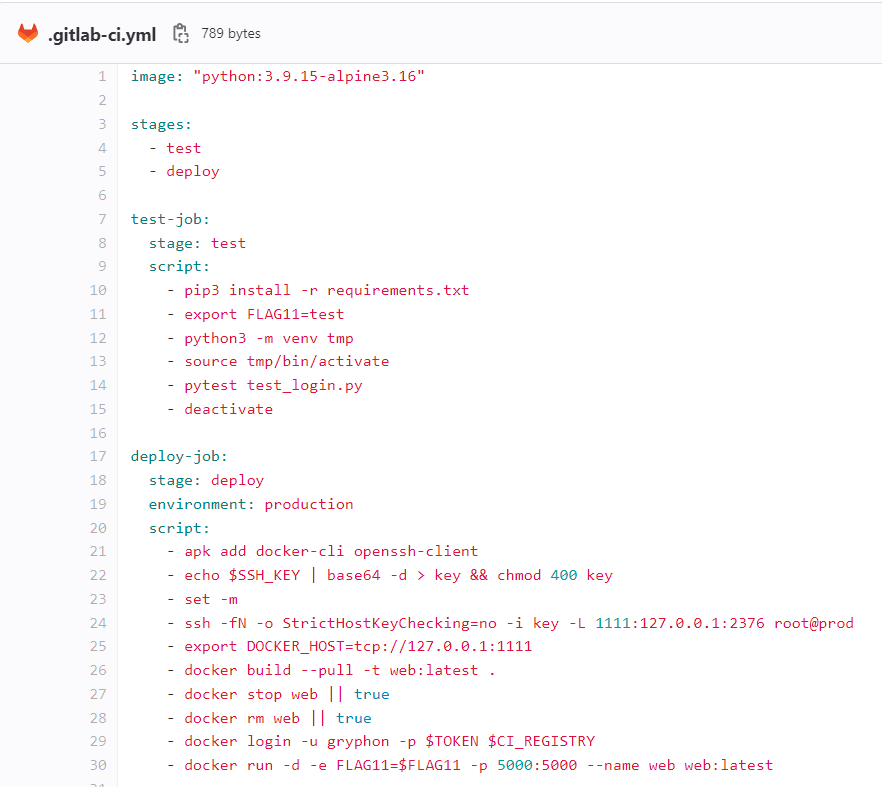 .gitlab-ci.yml 789 bytes
1 image: "python:3.9.15-alpine3.16"
2
3 stages:
4   - test
5   - deploy
6
7 test-job:
8   stage: test
9   script:
10     - pip3 install -r requirements.txt
11     - export FLAG11=test
12     - python3 -m venv tmp
13     - source tmp/bin/activate
14     - pytest test_login.py
15     - deactivate
16
17 deploy-job:
18   stage: deploy
19   environment: production
20   script:
21     - apk add docker-cli openssh-client
22     - echo $SSH_KEY | base64 -d > key && chmod 400 key
23     - set -m
24     - ssh -fN -o StrictHostKeyChecking=no -i key -L 1111:127.0.0.1:2376 root@prod
25     - export DOCKER_HOST=tcp://127.0.0.1:1111
26     - docker build --pull -t web:latest .
27     - docker stop web || true
28     - docker rm web || true
29     - docker login -u gryphon -p $TOKEN $CI_REGISTRY
30     - docker run -d -e FLAG11=$FLAG11 -p 5000:5000 --name web web:latest